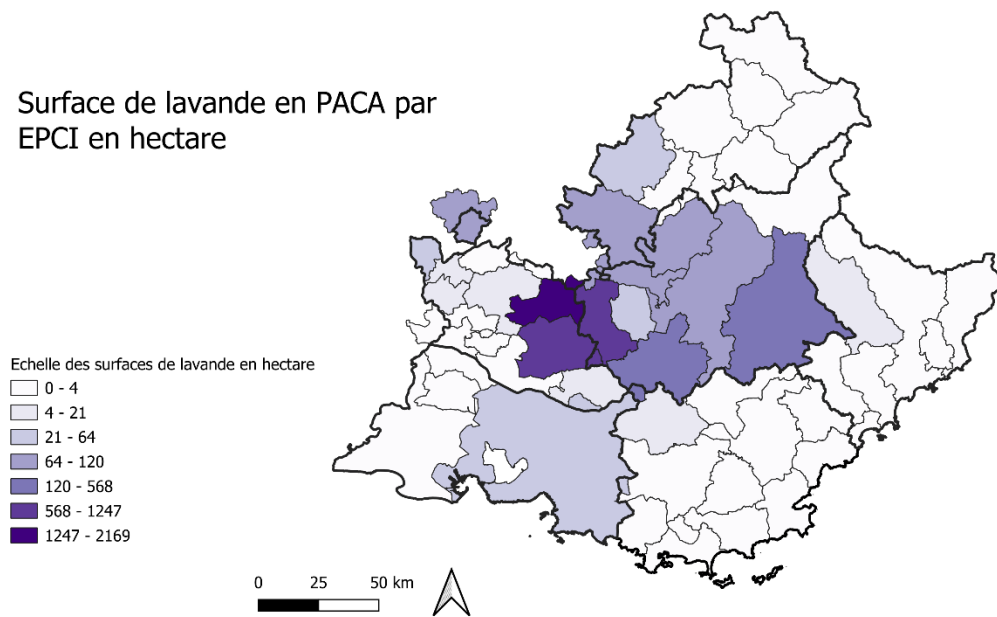 Surface de lavande en PACA par
EPCI en hectare
Echelle des surfaces de lavande en hectare
0 - 4
4 - 21
21 - 64
64 - 120
120 - 568
568 - 1247
1247 - 2169
0 25 50 km